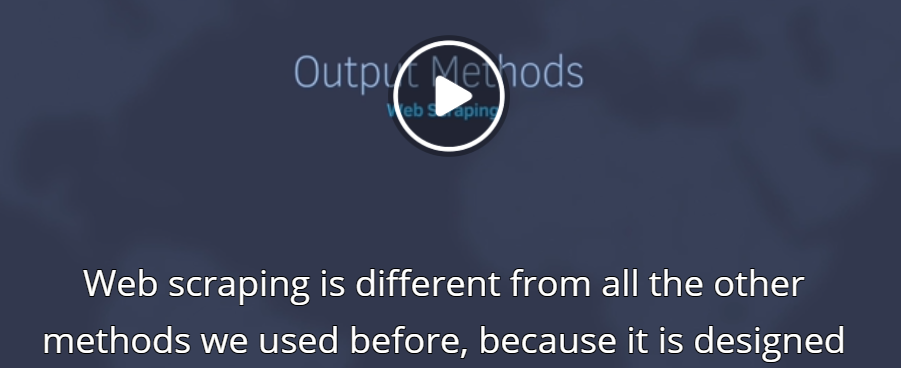 Output Methods
Web Scraping
Web scraping is different from all the other
methods we used before, because it is designed